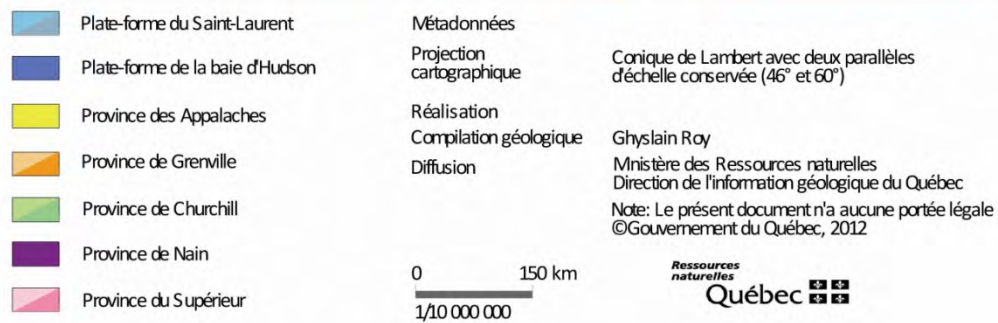 Plate-forme du Saint-Laurent
Plate-forme de la baie d'Hudson
Province des Appalaches
Province de Grenville
Province de Churchill
Province de Nain
Province du Supérieur
Métadonnées
Projection
cartographique
Conique de Lambert avec deux parallèles
d'échelle conservée (46° et 60°)
Réalisation
Compilation géologique Ghyslain Roy
Diffusion
Mnistère des Ressources naturelles
Direction de l'information géologique du Québec
Note: Le présent document n'a aucune portée légale
©Gouvernement du Québec, 2012
0 150 km
1/10 000 000
Ressources
naturelles
Québec